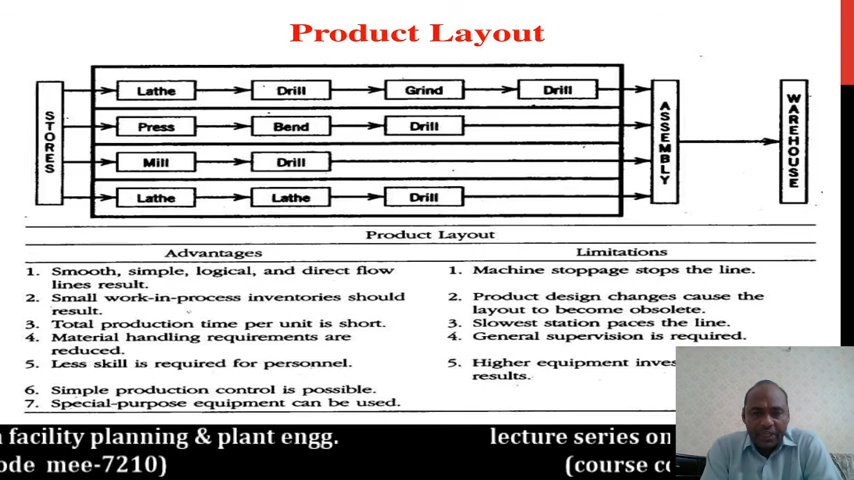 Product Layout
Lathe Drill Grind Drill
Press Bend Drill
Mill Drill
Lathe Lathe Drill
STORES
ASSEMBLY
WAREHOUSE
Product Layout
Advantages
1. Smooth, simple, logical, and direct flow
lines result.
2. Small work-in-process inventories should
result.
3. Total production time per unit is short.
4. Material handling requirements are
reduced.
5. Less skill is required for personnel.
6. Simple production control is possible.
7. Special-purpose equipment can be used.
Limitations
1. Machine stoppage stops the line.
2. Product design changes cause the
layout to become obsolete.
3. Slowest station paces the line.
4. General supervision is required.
5. Higher equipment inves
results.
facility planning & plant engg.
ode mee-7210)
lecture series on
(course co